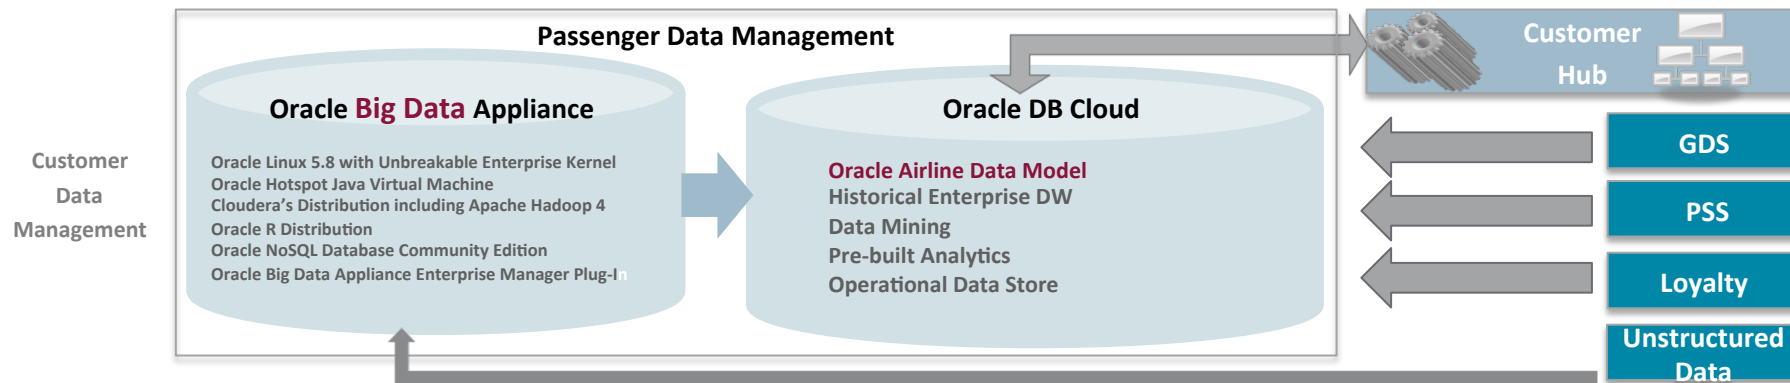 Passenger Data Management
Customer
Hub
Oracle Big Data Appliance
Oracle DB Cloud
Customer
Data
Management
Oracle Linux 5.8 with Unbreakable Enterprise Kernel
Oracle Hotspot Java Virtual Machine
Cloudera's Distribution including Apache Hadoop 4
Oracle R Distribution
Oracle NoSQL Database Community Edition
Oracle Big Data Appliance Enterprise Manager Plug-In
Oracle Airline Data Model
Historical Enterprise DW
Data Mining
Pre-built Analytics
Operational Data Store
GDS
PSS
Loyalty
Unstructured
Data